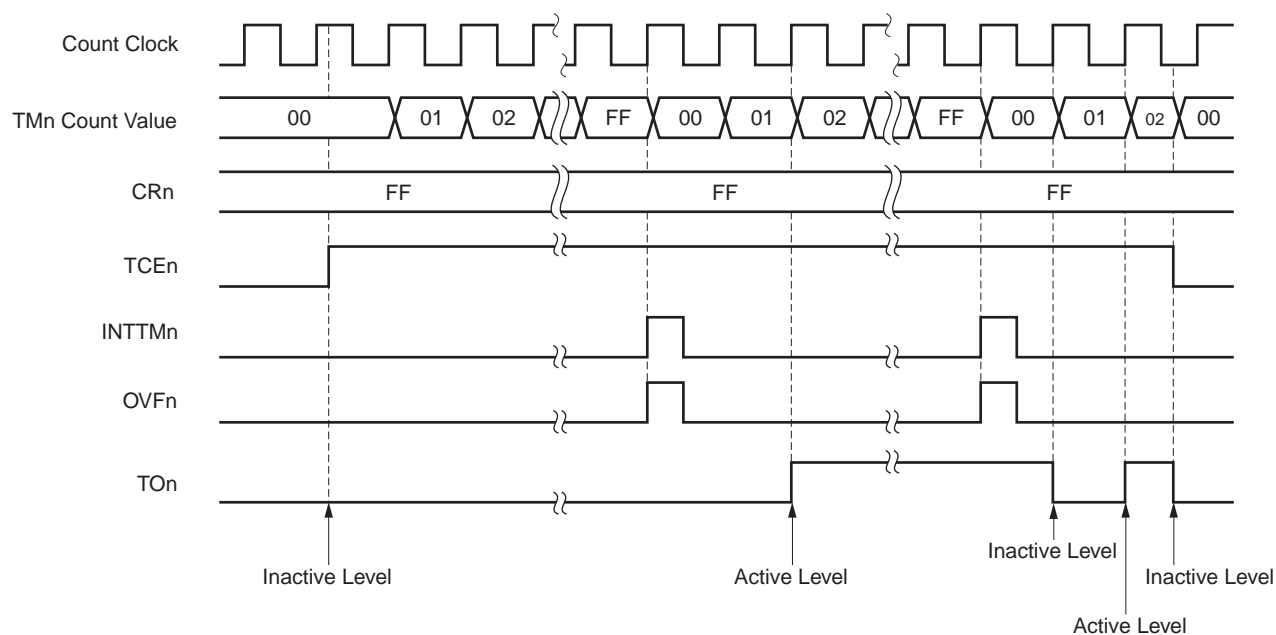 Count Clock
TMn Count Value 00 01 02 FF 00 01 02 FF 00 01 02 00
CRn FF FF FF
TCEn
INTTMn
OVFn
TOn
Inactive Level Active Level Inactive Level Inactive Level
Active Level